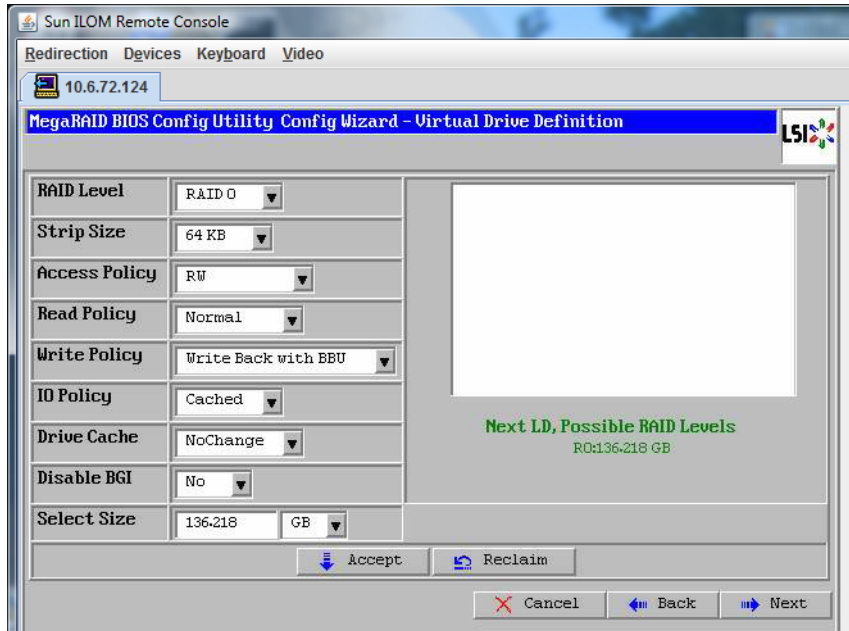 Sun ILOM Remote Console
Redirection Devices Keyboard Video
10.6.72.124
MegaRAID BIOS Config Utility Config Wizard - Virtual Drive Definition
LSI
RAID Level RAID 0
Strip Size 64 KB
Access Policy RW
Read Policy Normal
Write Policy Write Back with BBU
IO Policy Cached
Drive Cache NoChange
Disable BGI No
Select Size 136.218 GB
Next LD, Possible RAID Levels
R0:136.218 GB
Accept Reclaim
Cancel Back Next